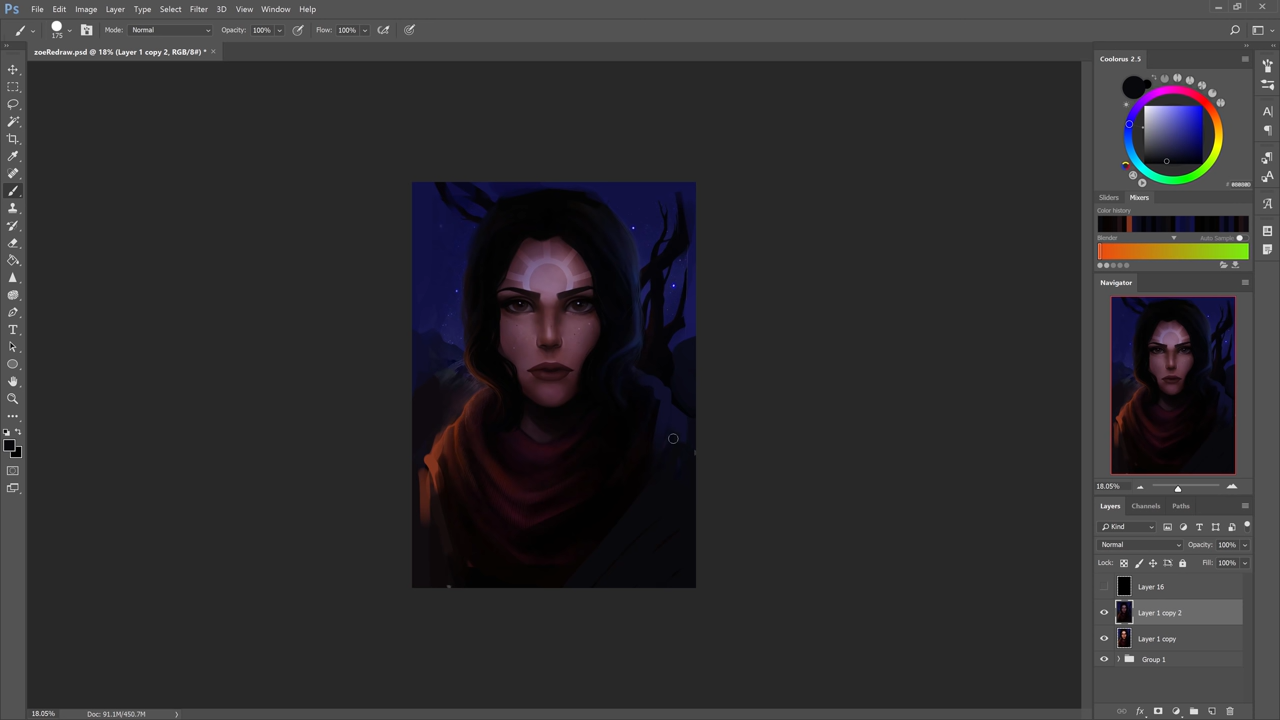 Ps File Edit Image Layer Type Select Filter 3D View Window Help
175 Mode: Normal Opacity: 100% Flow: 100%
zoeRedraw.psd @ 18% (Layer 1 copy 2, RGB/8#) * ×
Coolorus 2.5
# 000000
Sliders Mixers
Color history
Blender Auto Sample
Navigator
18.05%
Layers Channels Paths
Kind
Normal Opacity: 100%
Lock: Fill: 100%
Layer 16
Layer 1 copy 2
Layer 1 copy
Group 1
18.05% Doc: 91.1M/450.7M